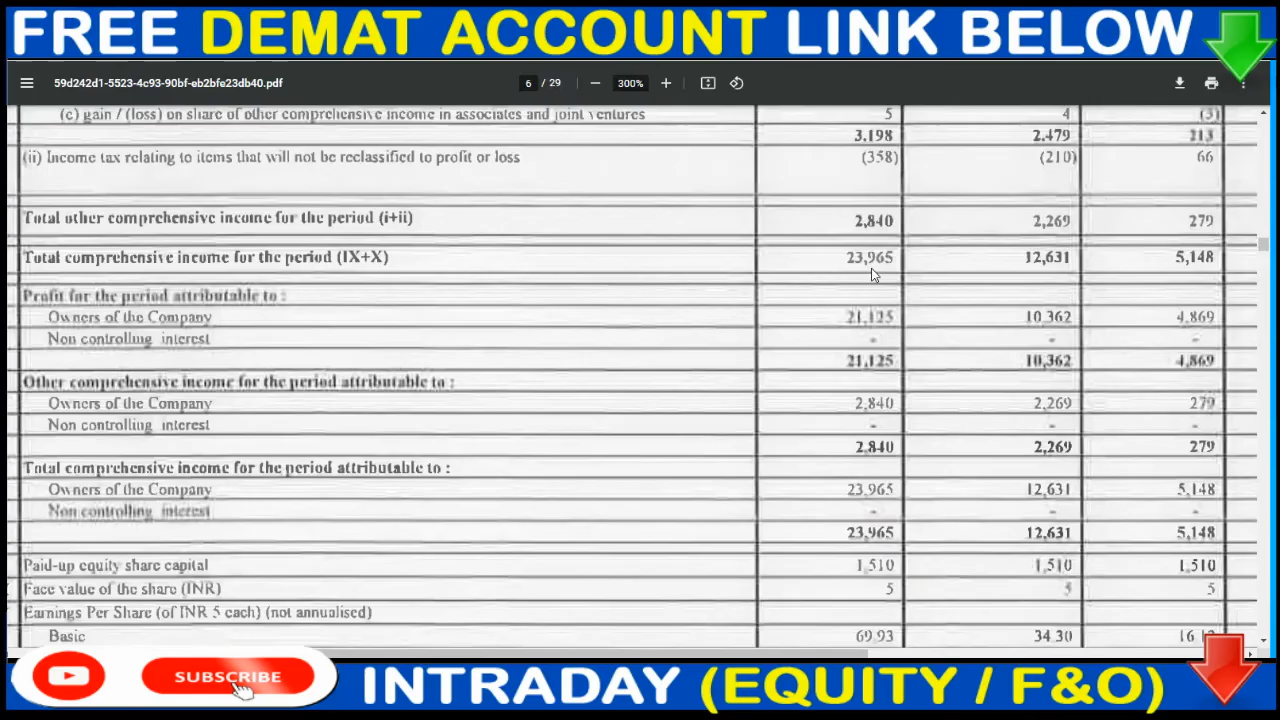 FREE DEMAT ACCOUNT LINK BELOW
59d242d1-5523-4c93-90bf-eb2bfe23db40.pdf 6 / 29 300%
(c) gain / (loss) on share of other comprehensive income in associates and joint ventures 5 4 (3)
3,198 2,479 213
(ii) Income tax relating to items that will not be reclassified to profit or loss (358) (210) 66
Total other comprehensive income for the period (i+ii) 2,840 2,269 279
Total comprehensive income for the period (IX+X) 23,965 12,631 5,148
Profit for the period attributable to :
Owners of the Company 21,125 10,362 4,869
Non controlling interest - - -
21,125 10,362 4,869
Other comprehensive income for the period attributable to :
Owners of the Company 2,840 2,269 279
Non controlling interest - - -
2,840 2,269 279
Total comprehensive income for the period attributable to :
Owners of the Company 23,965 12,631 5,148
Non controlling interest - - -
23,965 12,631 5,148
Paid-up equity share capital 1,510 1,510 1,510
Face value of the share (INR) 5 5 5
Earnings Per Share (of INR 5 each) (not annualised)
Basic 69.93 34.30
SUBSCRIBE
INTRADAY (EQUITY / F&O)